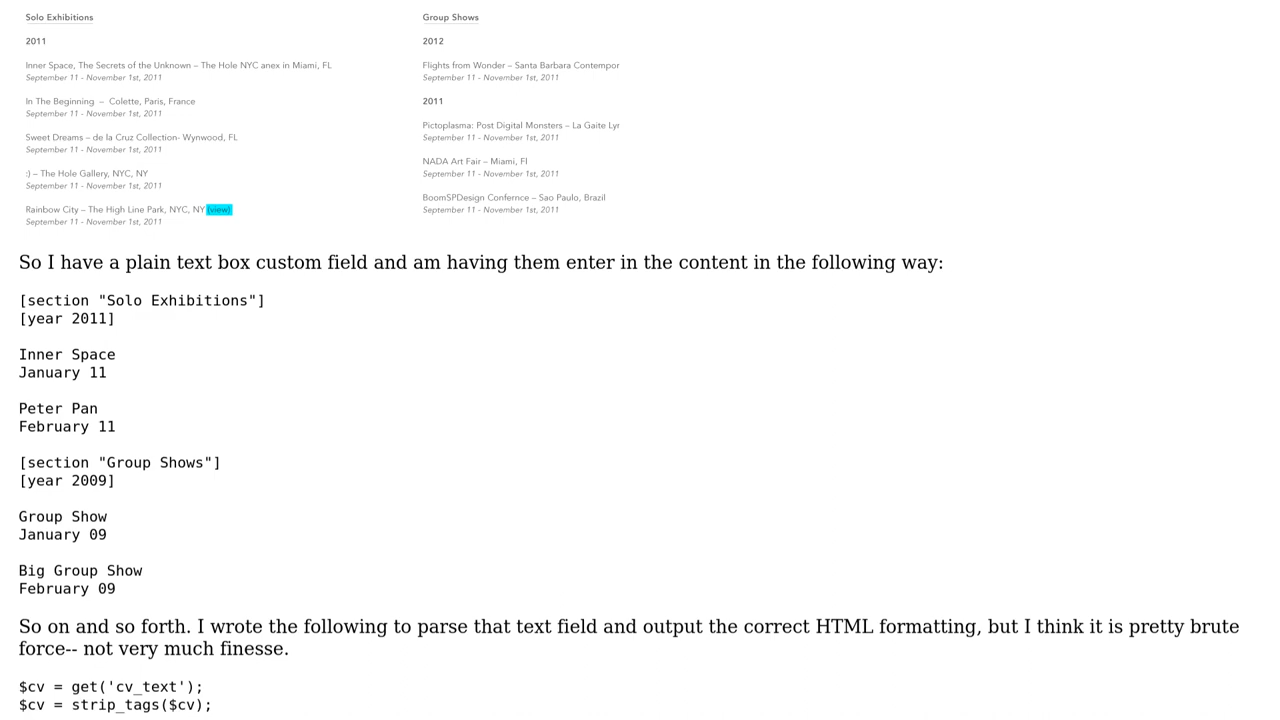 Solo Exhibitions
2011
Inner Space, The Secrets of the Unknown – The Hole NYC anex in Miami, FL
September 11 - November 1st, 2011
In The Beginning – Colette, Paris, France
September 11 - November 1st, 2011
Sweet Dreams – de la Cruz Collection- Wynwood, FL
September 11 - November 1st, 2011
:) – The Hole Gallery, NYC, NY
September 11 - November 1st, 2011
Rainbow City – The High Line Park, NYC, NY (view)
September 11 - November 1st, 2011
Group Shows
2012
Flights from Wonder – Santa Barbara Contempor
September 11 - November 1st, 2011
2011
Pictoplasma: Post Digital Monsters – La Gaite Lyr
September 11 - November 1st, 2011
NADA Art Fair – Miami, Fl
September 11 - November 1st, 2011
BoomSPDesign Confernce – Sao Paulo, Brazil
September 11 - November 1st, 2011
So I have a plain text box custom field and am having them enter in the content in the following way:
[section "Solo Exhibitions"]
[year 2011]
Inner Space
January 11
Peter Pan
February 11
[section "Group Shows"]
[year 2009]
Group Show
January 09
Big Group Show
February 09
So on and so forth. I wrote the following to parse that text field and output the correct HTML formatting, but I think it is pretty brute
force-- not very much finesse.
$cv = get('cv_text');
$cv = strip_tags($cv);